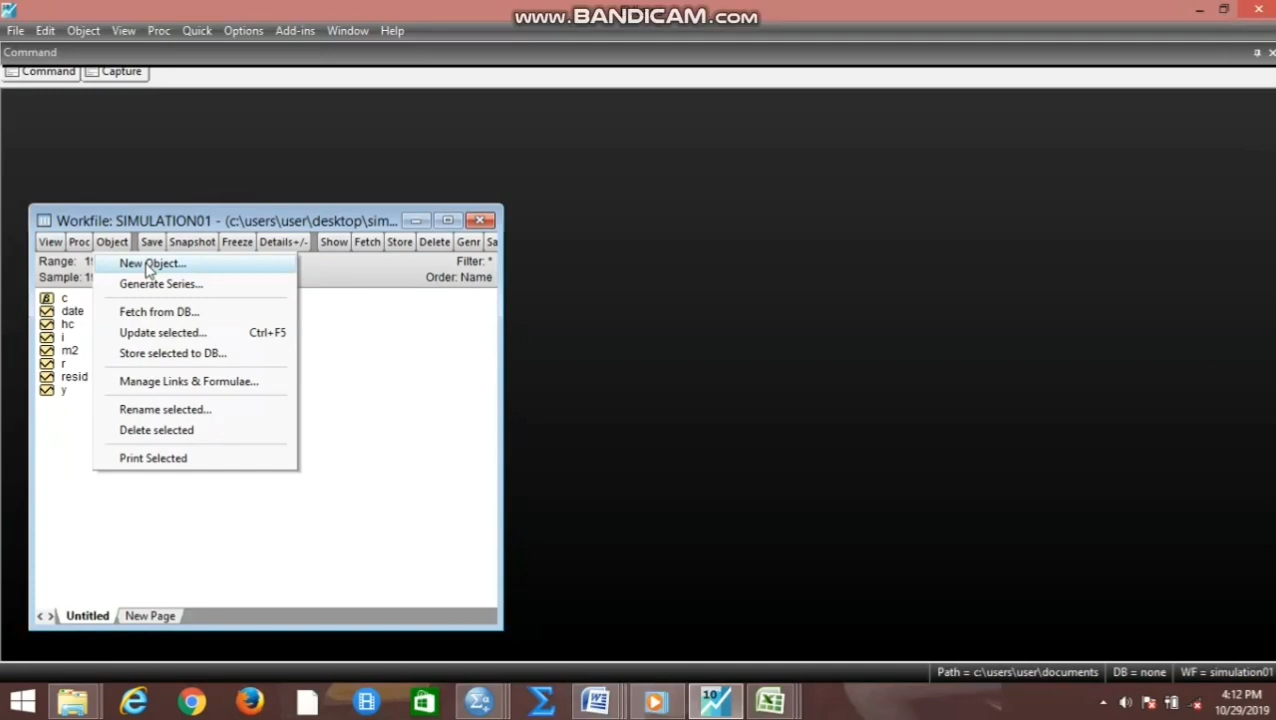 www.BANDICAM.com
File Edit Object View Proc Quick Options Add-ins Window Help
Command
Command Capture
Workfile: SIMULATION01 - (c:\users\user\desktop\sim...
View Proc Object Save Snapshot Freeze Details+/- Show Fetch Store Delete Genr Sa
Range: 19 Filter: *
Sample: 19 Order: Name
New Object...
Generate Series...
Fetch from DB...
Update selected... Ctrl+F5
Store selected to DB...
Manage Links & Formulae...
Rename selected...
Delete selected
Print Selected
c
date
hc
i
m2
r
resid
y
Untitled New Page
Path = c:\users\user\documents DB = none WF = simulation01
10
4:12 PM
10/29/2019